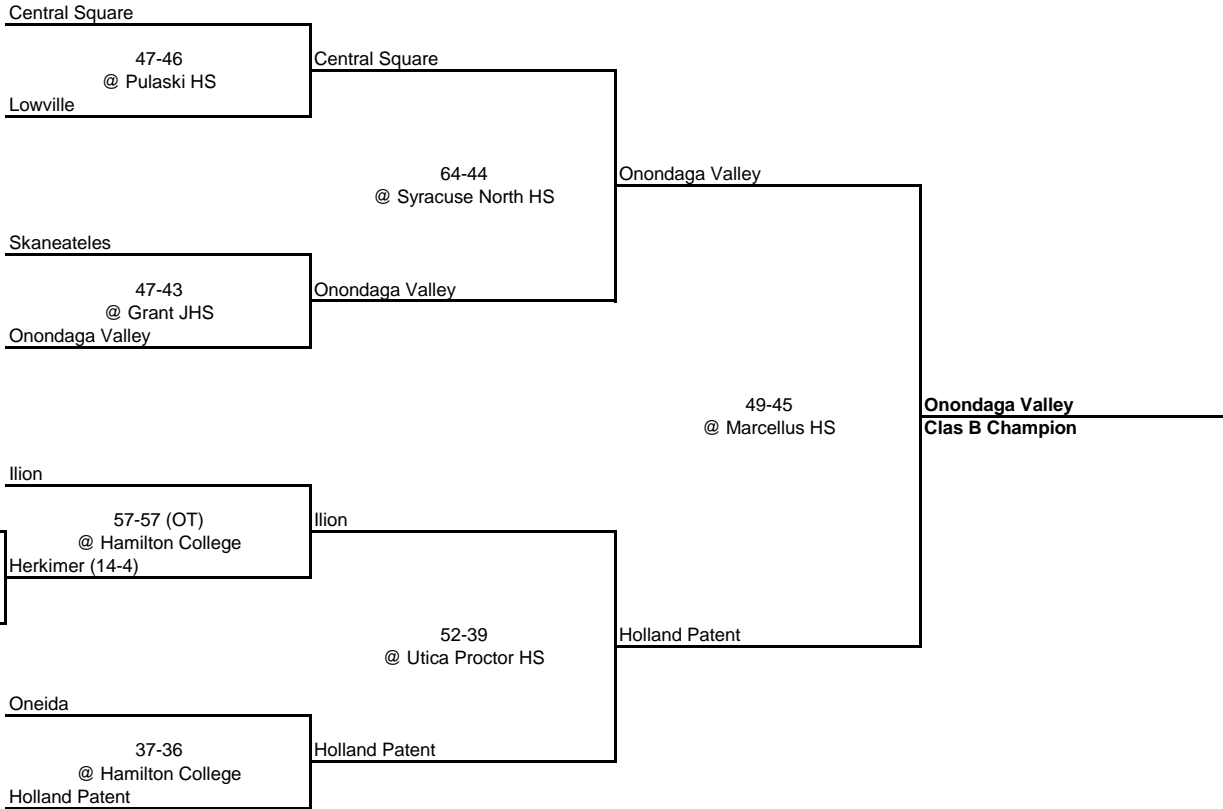 Central Square
47-46
@ Pulaski HS
Central Square
Lowville
64-44
@ Syracuse North HS
Onondaga Valley
Skaneateles
47-43
@ Grant JHS
Onondaga Valley
Onondaga Valley
49-45
@ Marcellus HS
Onondaga Valley
Clas B Champion
Ilion
57-57 (OT)
@ Hamilton College
Ilion
Herkimer (14-4)
52-39
@ Utica Proctor HS
Holland Patent
Oneida
37-36
@ Hamilton College
Holland Patent
Holland Patent